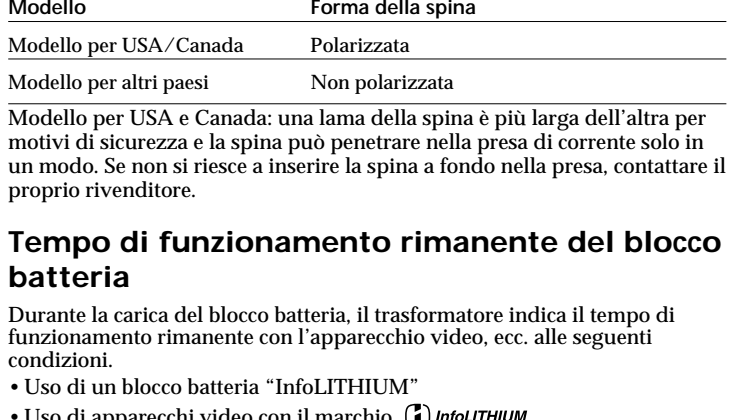 Modello Forma della spina
Modello per USA/Canada Polarizzata
Modello per altri paesi Non polarizzata
Modello per USA e Canada: una lama della spina è più larga dell'altra per
motivi di sicurezza e la spina può penetrare nella presa di corrente solo in
un modo. Se non si riesce a inserire la spina a fondo nella presa, contattare il
proprio rivenditore.
Tempo di funzionamento rimanente del blocco
batteria
Durante la carica del blocco batteria, il trasformatore indica il tempo di
funzionamento rimanente con l'apparecchio video, ecc. alle seguenti
condizioni.
• Uso di un blocco batteria “InfoLITHIUM”
• Uso di apparecchi video con il marchio InfoLITHIUM